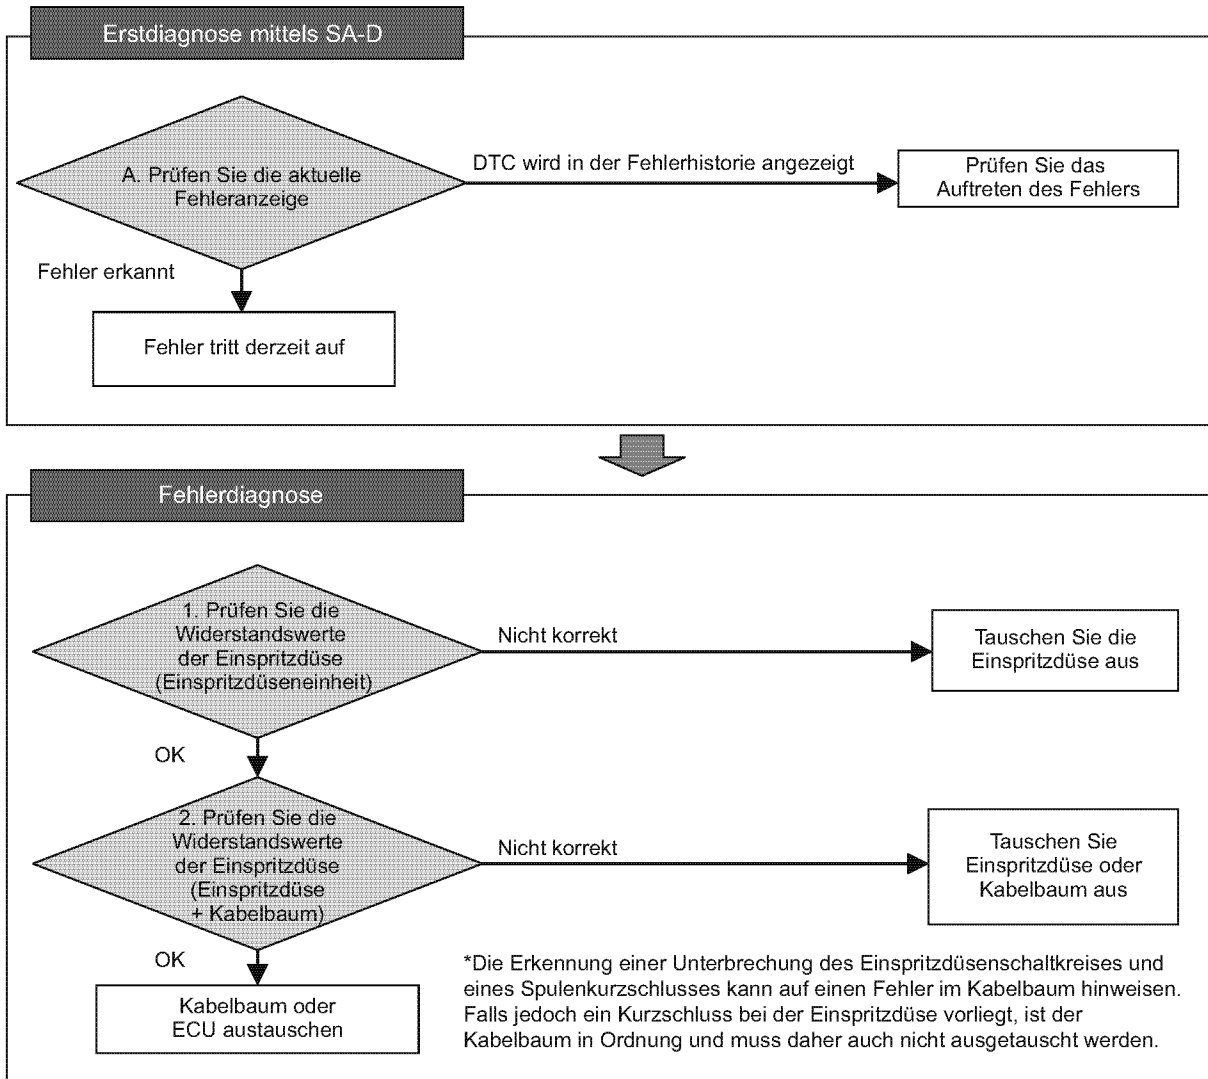 Erstdiagnose mittels SA-D
A. Prüfen Sie die aktuelle
Fehleranzeige
DTC wird in der Fehlerhistorie angezeigt
Prüfen Sie das
Auftreten des Fehlers
Fehler erkannt
Fehler tritt derzeit auf
Fehlerdiagnose
1. Prüfen Sie die
Widerstandswerte
der Einspritzdüse
(Einspritzdüseneinheit)
Nicht korrekt
Tauschen Sie die
Einspritzdüse aus
OK
2. Prüfen Sie die
Widerstandswerte
der Einspritzdüse
(Einspritzdüse
+ Kabelbaum)
Nicht korrekt
Tauschen Sie
Einspritzdüse oder
Kabelbaum aus
OK
Kabelbaum oder
ECU austauschen
*Die Erkennung einer Unterbrechung des Einspritzdüsenschaltkreises und
eines Spulenkurzschlusses kann auf einen Fehler im Kabelbaum hinweisen.
Falls jedoch ein Kurzschluss bei der Einspritzdüse vorliegt, ist der
Kabelbaum in Ordnung und muss daher auch nicht ausgetauscht werden.